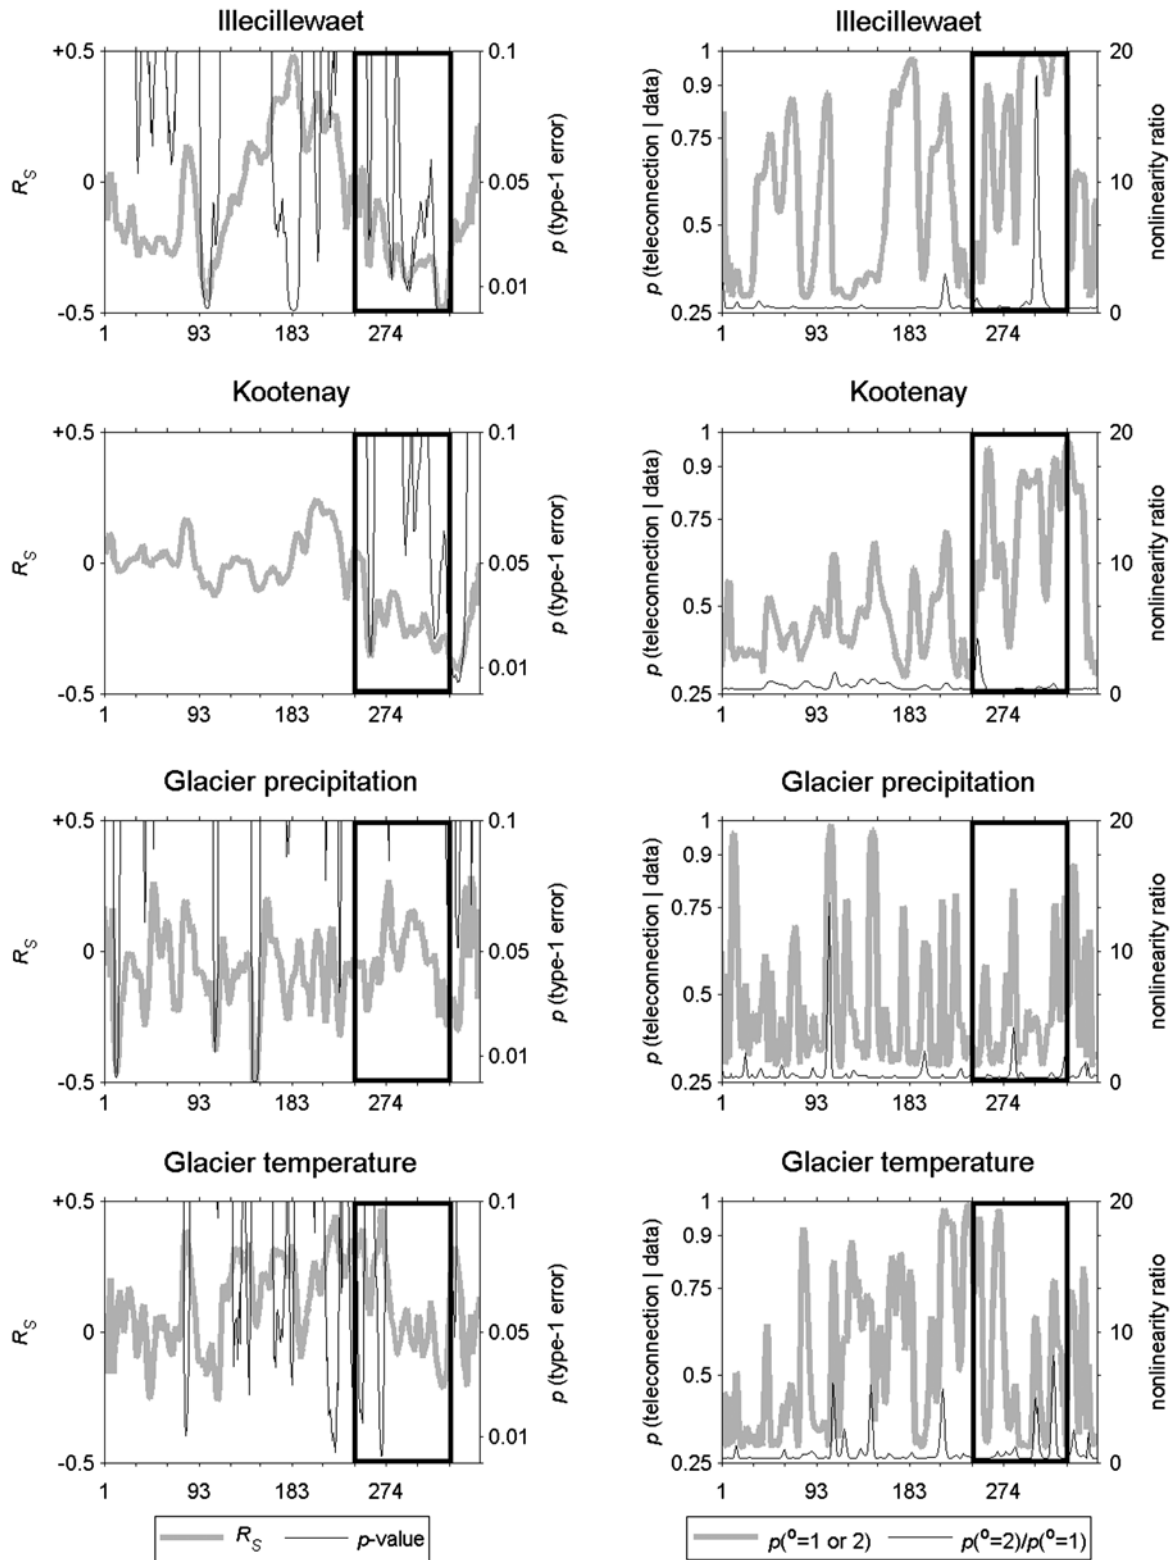 Illecillewaet
+0.5
0
-0.5
R_S
0.1
0.05
0.01
p (type-1 error)
1 93 183 274
Illecillewaet
1
0.9
0.75
0.5
0.25
p (teleconnection | data)
20
10
0
nonlinearity ratio
1 93 183 274
Kootenay
+0.5
0
-0.5
R_S
0.1
0.05
0.01
p (type-1 error)
1 93 183 274
Kootenay
1
0.9
0.75
0.5
0.25
p (teleconnection | data)
20
10
0
nonlinearity ratio
1 93 183 274
Glacier precipitation
+0.5
0
-0.5
R_S
0.1
0.05
0.01
p (type-1 error)
1 93 183 274
Glacier precipitation
1
0.9
0.75
0.5
0.25
p (teleconnection | data)
20
10
0
nonlinearity ratio
1 93 183 274
Glacier temperature
+0.5
0
-0.5
R_S
0.1
0.05
0.01
p (type-1 error)
1 93 183 274
Glacier temperature
1
0.9
0.75
0.5
0.25
p (teleconnection | data)
20
10
0
nonlinearity ratio
1 93 183 274
R_S p-value
p(º=1 or 2) p(º=2)/p(º=1)